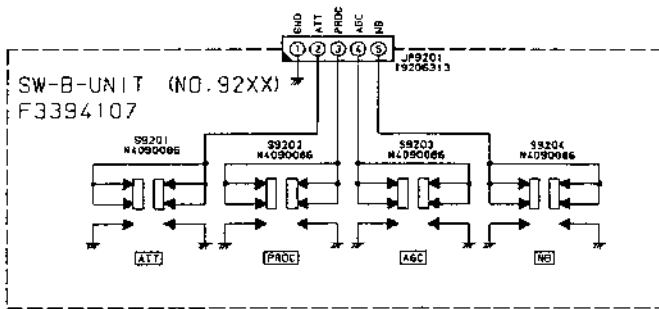 GND ATT PROC AGC NB
1 2 3 4 5
JP9201
T9206313
SW-B-UNIT (NO.92XX)
F3394107
S9201 S9202 S9203 S9204
N4090086 N4090086 N4090086 N4090086
ATT PROC AGC NB